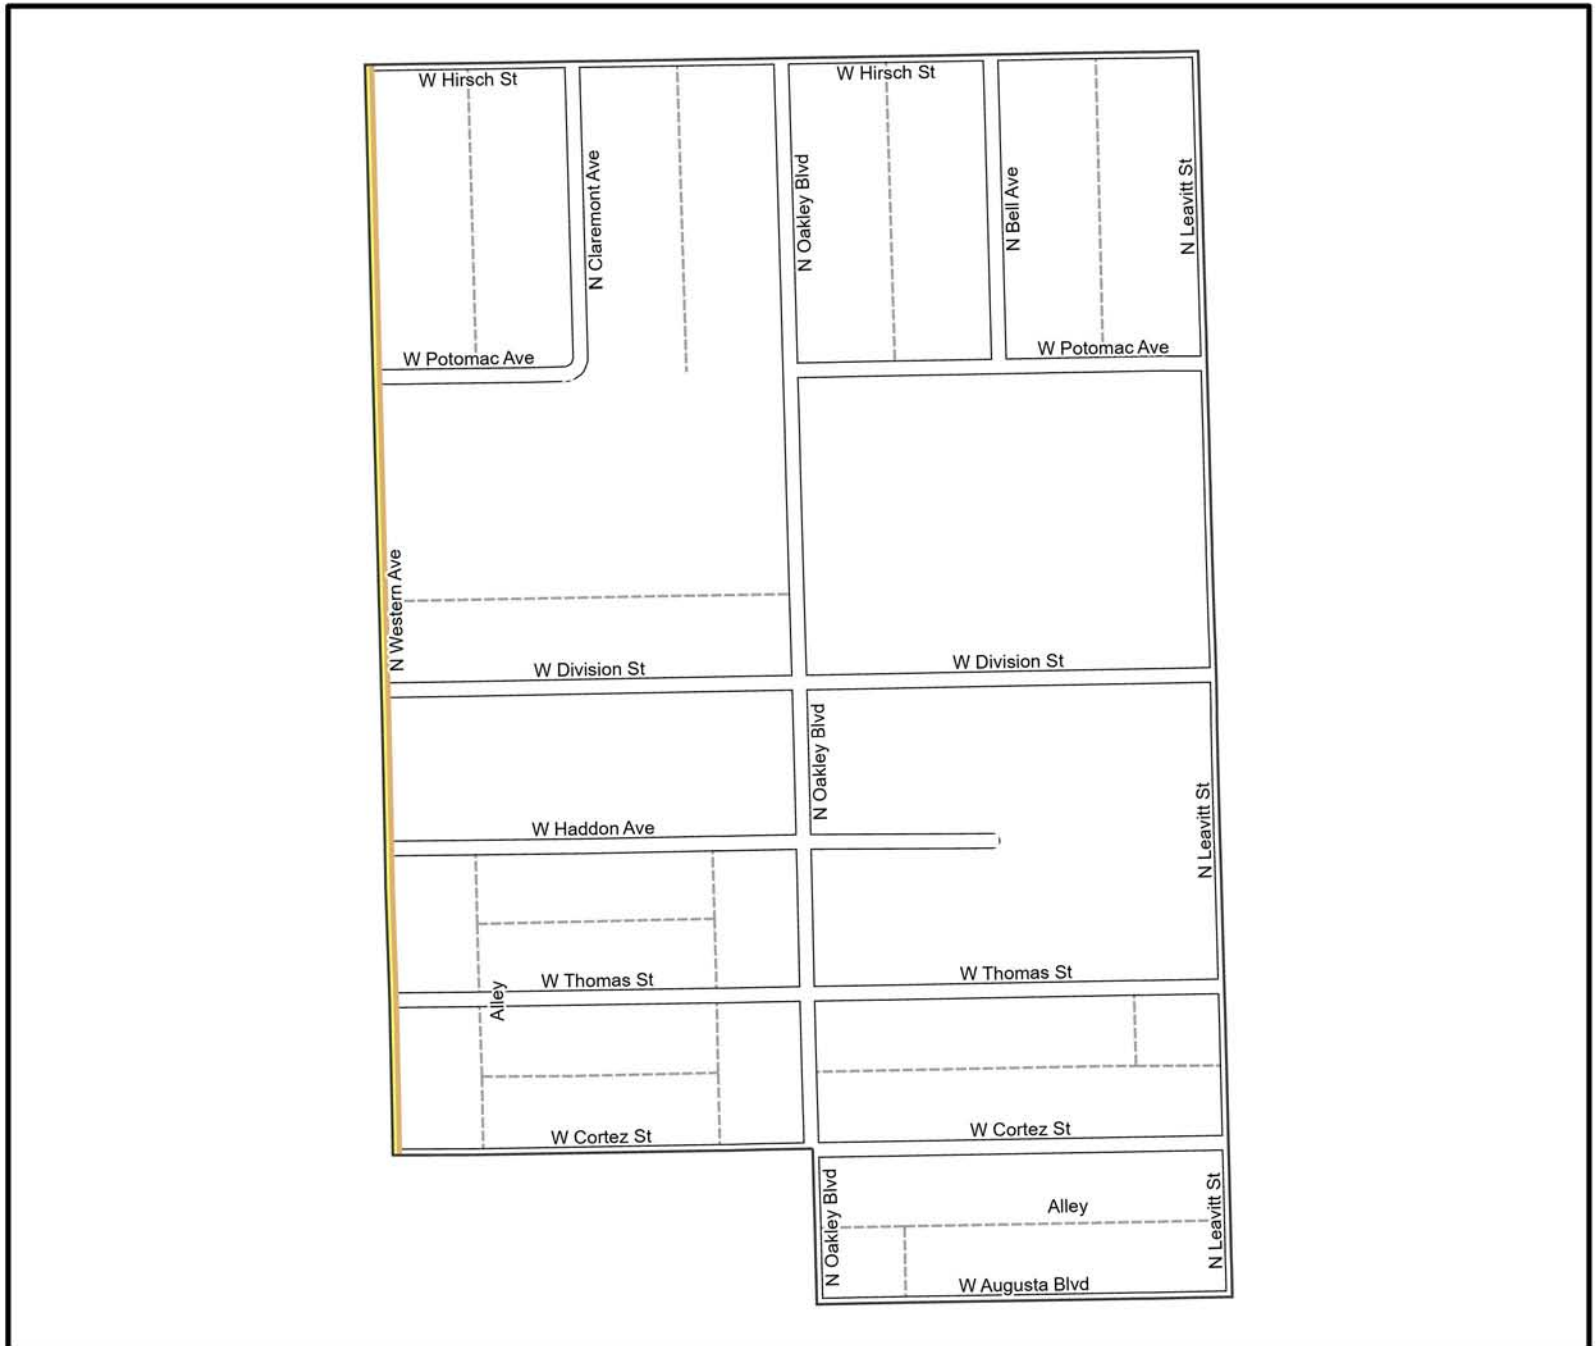 W Hirsch St
W Hirsch St
N Claremont Ave
N Oakley Blvd
N Bell Ave
N Leavitt St
W Potomac Ave
W Potomac Ave
N Western Ave
W Division St
W Division St
N Oakley Blvd
N Leavitt St
W Haddon Ave
W Thomas St
W Thomas St
Alley
W Cortez St
W Cortez St
N Oakley Blvd
Alley
N Leavitt St
W Augusta Blvd